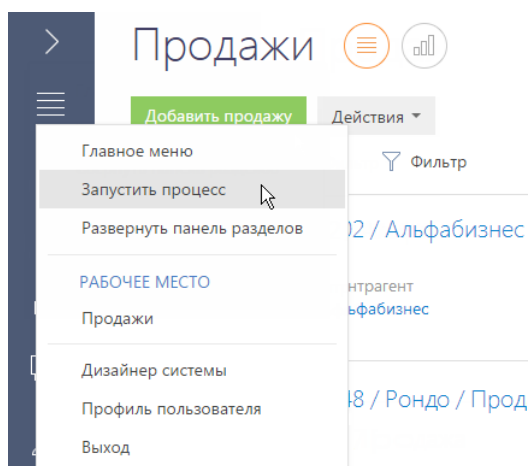 Продажи
Добавить продажу
Действия
Фильтр
Главное меню
Запустить процесс
Развернуть панель разделов
РАБОЧЕЕ МЕСТО
Продажи
Дизайнер системы
Профиль пользователя
Выход
02 / Альфабизнес
нтрагент
ьфабизнес
48 / Рондо / Прод